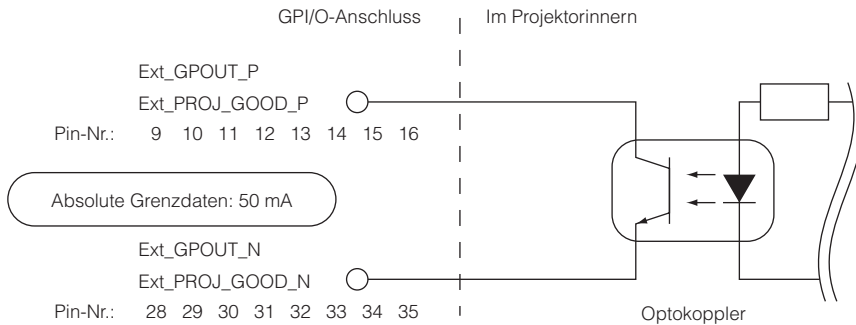 GPI/O-Anschluss
Im Projektorinnern
Ext_GPOUT_P
Ext_PROJ_GOOD_P
Pin-Nr.: 9 10 11 12 13 14 15 16
Absolute Grenzdaten: 50 mA
Ext_GPOUT_N
Ext_PROJ_GOOD_N
Pin-Nr.: 28 29 30 31 32 33 34 35
Optokoppler